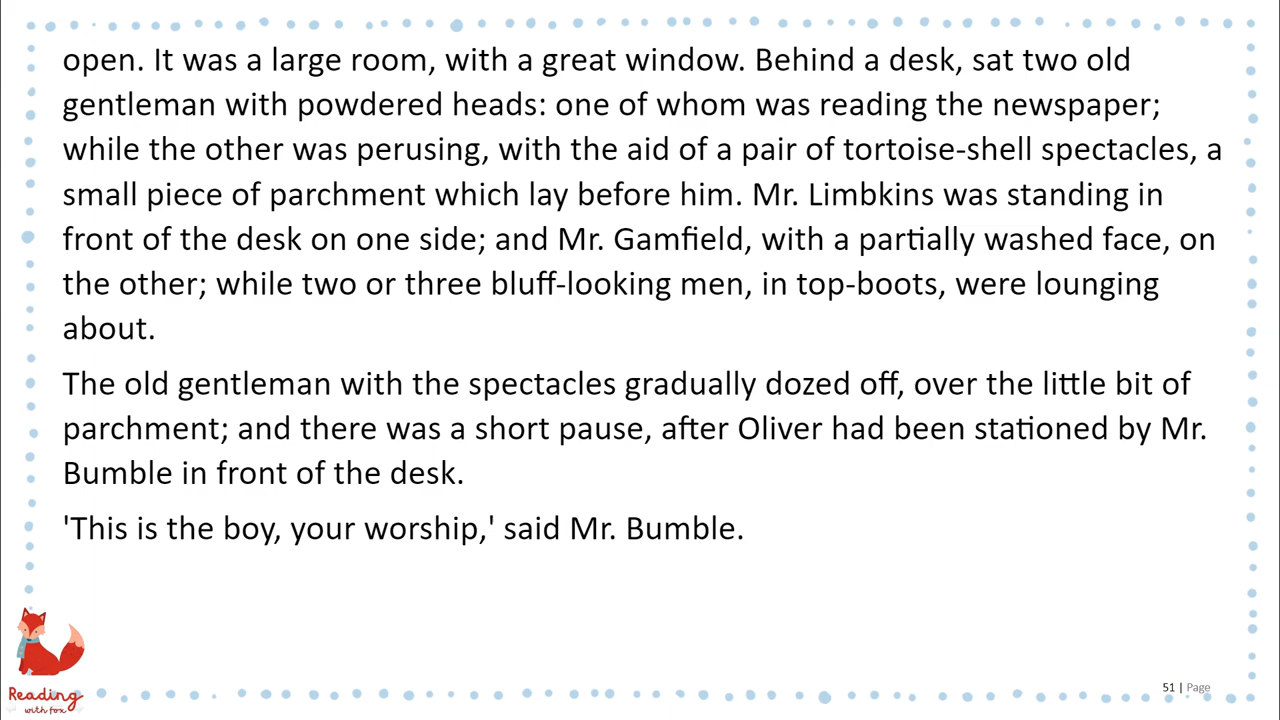 open. It was a large room, with a great window. Behind a desk, sat two old
gentleman with powdered heads: one of whom was reading the newspaper;
while the other was perusing, with the aid of a pair of tortoise-shell spectacles, a
small piece of parchment which lay before him. Mr. Limbkins was standing in
front of the desk on one side; and Mr. Gamfield, with a partially washed face, on
the other; while two or three bluff-looking men, in top-boots, were lounging
about.
The old gentleman with the spectacles gradually dozed off, over the little bit of
parchment; and there was a short pause, after Oliver had been stationed by Mr.
Bumble in front of the desk.
'This is the boy, your worship,' said Mr. Bumble.
Reading
with fox
51 | Page